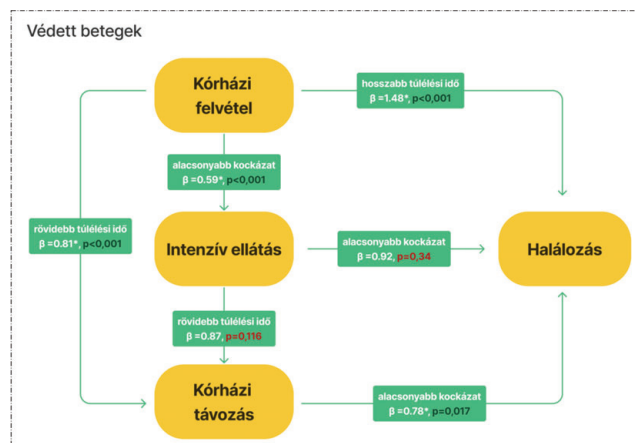 Védett betegek
Kórházi
felvétel
hosszabb túlélési idő
β =1.48*, p<0,001
alacsonyabb kockázat
β =0.59*, p<0,001
rövidebb túlélési idő
β =0.81*, p<0,001
Intenzív ellátás
alacsonyabb kockázat
β =0.92, p=0,34
Halálozás
rövidebb túlélési idő
β =0.87, p=0,116
Kórházi
távozás
alacsonyabb kockázat
β =0.78*, p=0,017